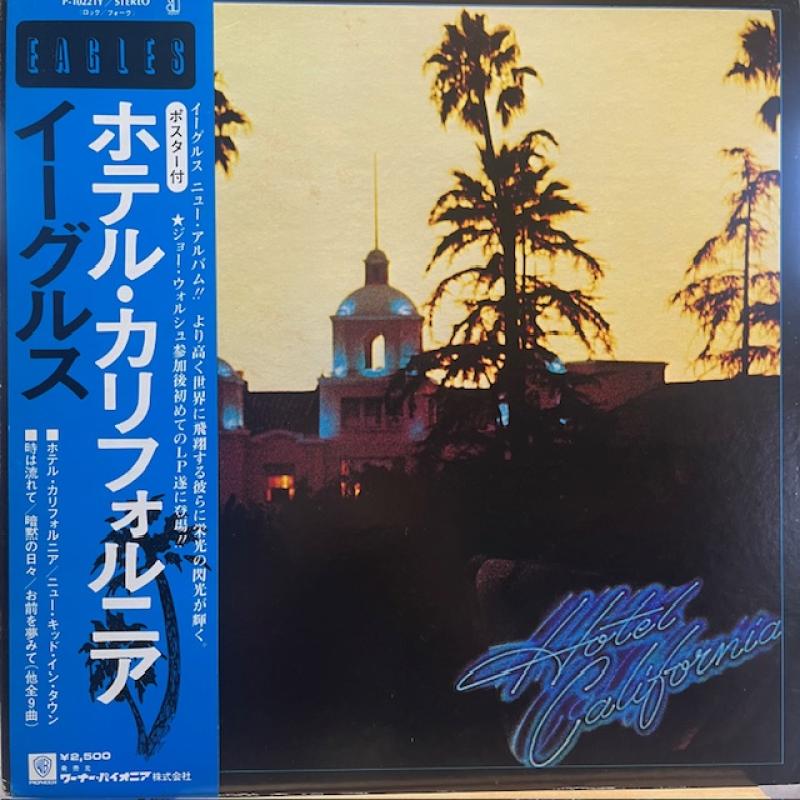 P-10221Y/STEREO
(ロック/フォーク)
EAGLES
イーグルス ニュー・アルバム!! より高く世界に飛翔する彼らに栄光の閃光が輝く。
ポスター付
★ジョー・ウォルシュ参加後初めてのLP遂に登場!!
ホテル・カリフォルニア
イーグルス
■ホテル・カリフォルニア/ニュー・キッド・イン・タウン
■時は流れて/暗黙の日々/お前を夢みて(他全9曲)
Hotel
California
¥2,500
発売元
PIONEER
ワーナー・パイオニア株式会社